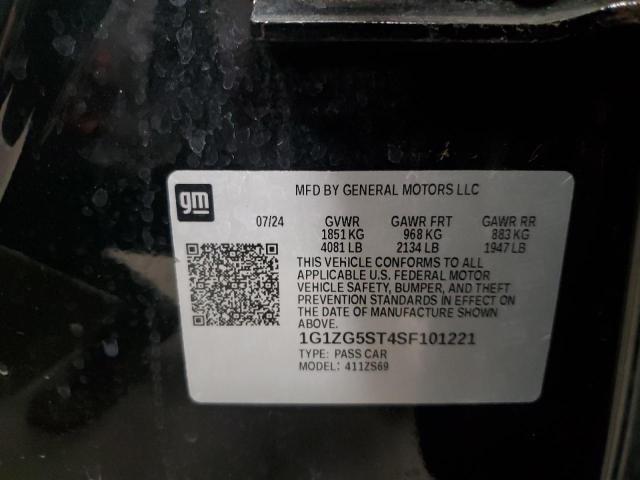 gm
MFD BY GENERAL MOTORS LLC
07/24 GVWR GAWR FRT GAWR RR
1851 KG 968 KG 883 KG
4081 LB 2134 LB 1947 LB
THIS VEHICLE CONFORMS TO ALL
APPLICABLE U.S. FEDERAL MOTOR
VEHICLE SAFETY, BUMPER, AND THEFT
PREVENTION STANDARDS IN EFFECT ON
THE DATE OF MANUFACTURE SHOWN
ABOVE.
1G1ZG5ST4SF101221
TYPE: PASS CAR
MODEL: 411ZS69